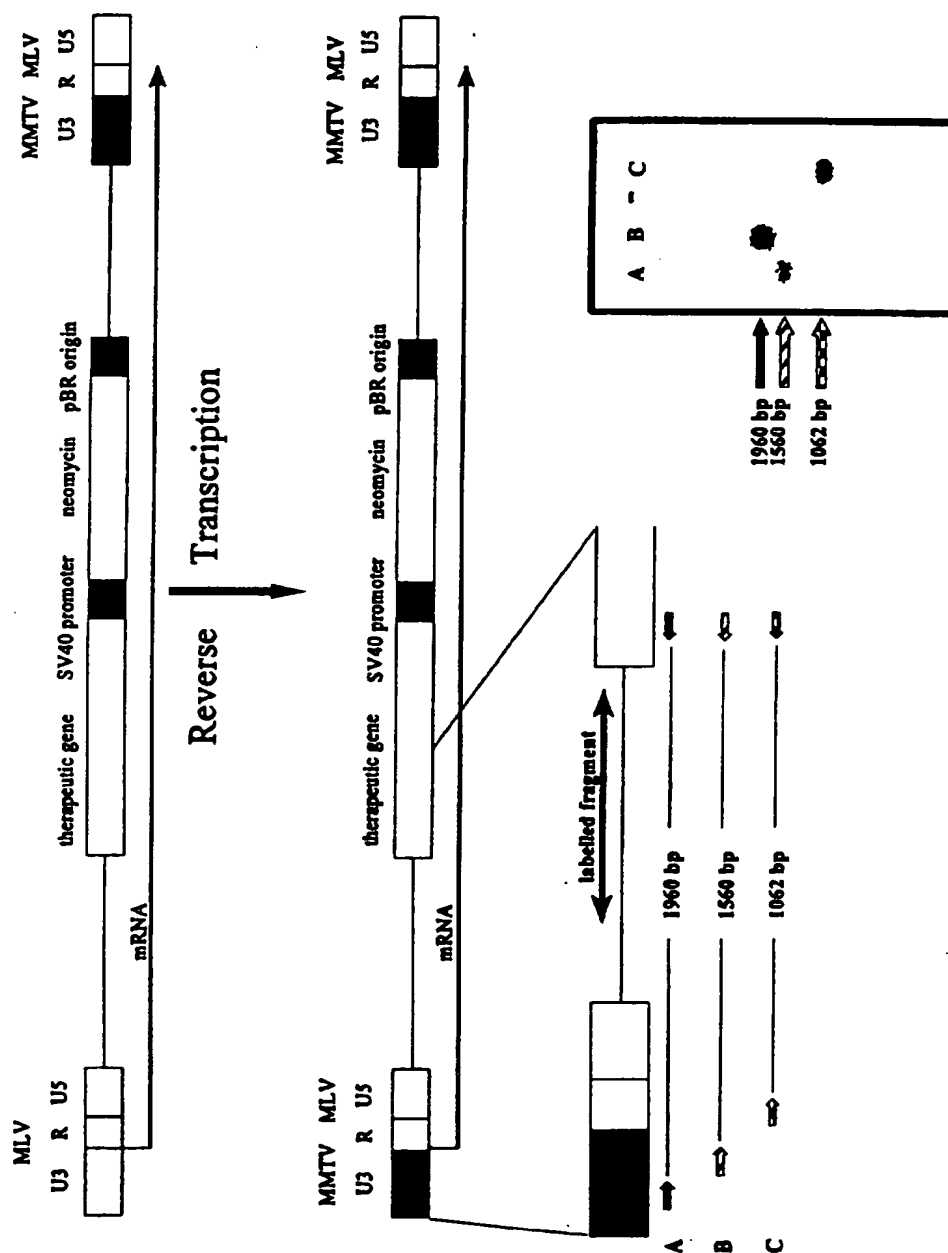 MLV MMTV MLV
U3 R U5 therapeutic gene SV40 promoter neomycin pBR origin U3 R U5
mRNA
Reverse Transcription
MMTV MLV MMTV MLV
U3 R U5 therapeutic gene SV40 promoter neomycin pBR origin U3 R U5
mRNA
labelled fragment
A 1960 bp
B 1560 bp
C 1062 bp
A B - C
1960 bp
1560 bp
1062 bp